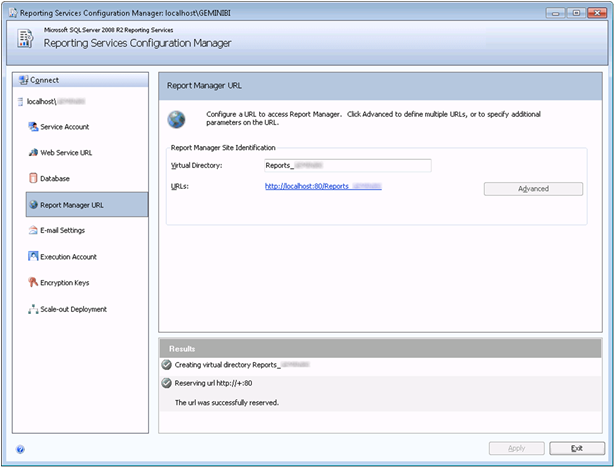 Reporting Services Configuration Manager: localhost\GEMINIBI
Microsoft SQL Server 2008 R2 Reporting Services
Reporting Services Configuration Manager
Connect
localhost\
Service Account
Web Service URL
Database
Report Manager URL
E-mail Settings
Execution Account
Encryption Keys
Scale-out Deployment
Report Manager URL
Configure a URL to access Report Manager. Click Advanced to define multiple URLs, or to specify additional
parameters on the URL.
Report Manager Site Identification
Virtual Directory: Reports_
URLs: http://localhost:80/Reports_
Advanced
Results
Creating virtual directory Reports_
Reserving url http://+:80
The url was successfully reserved.
Apply Exit